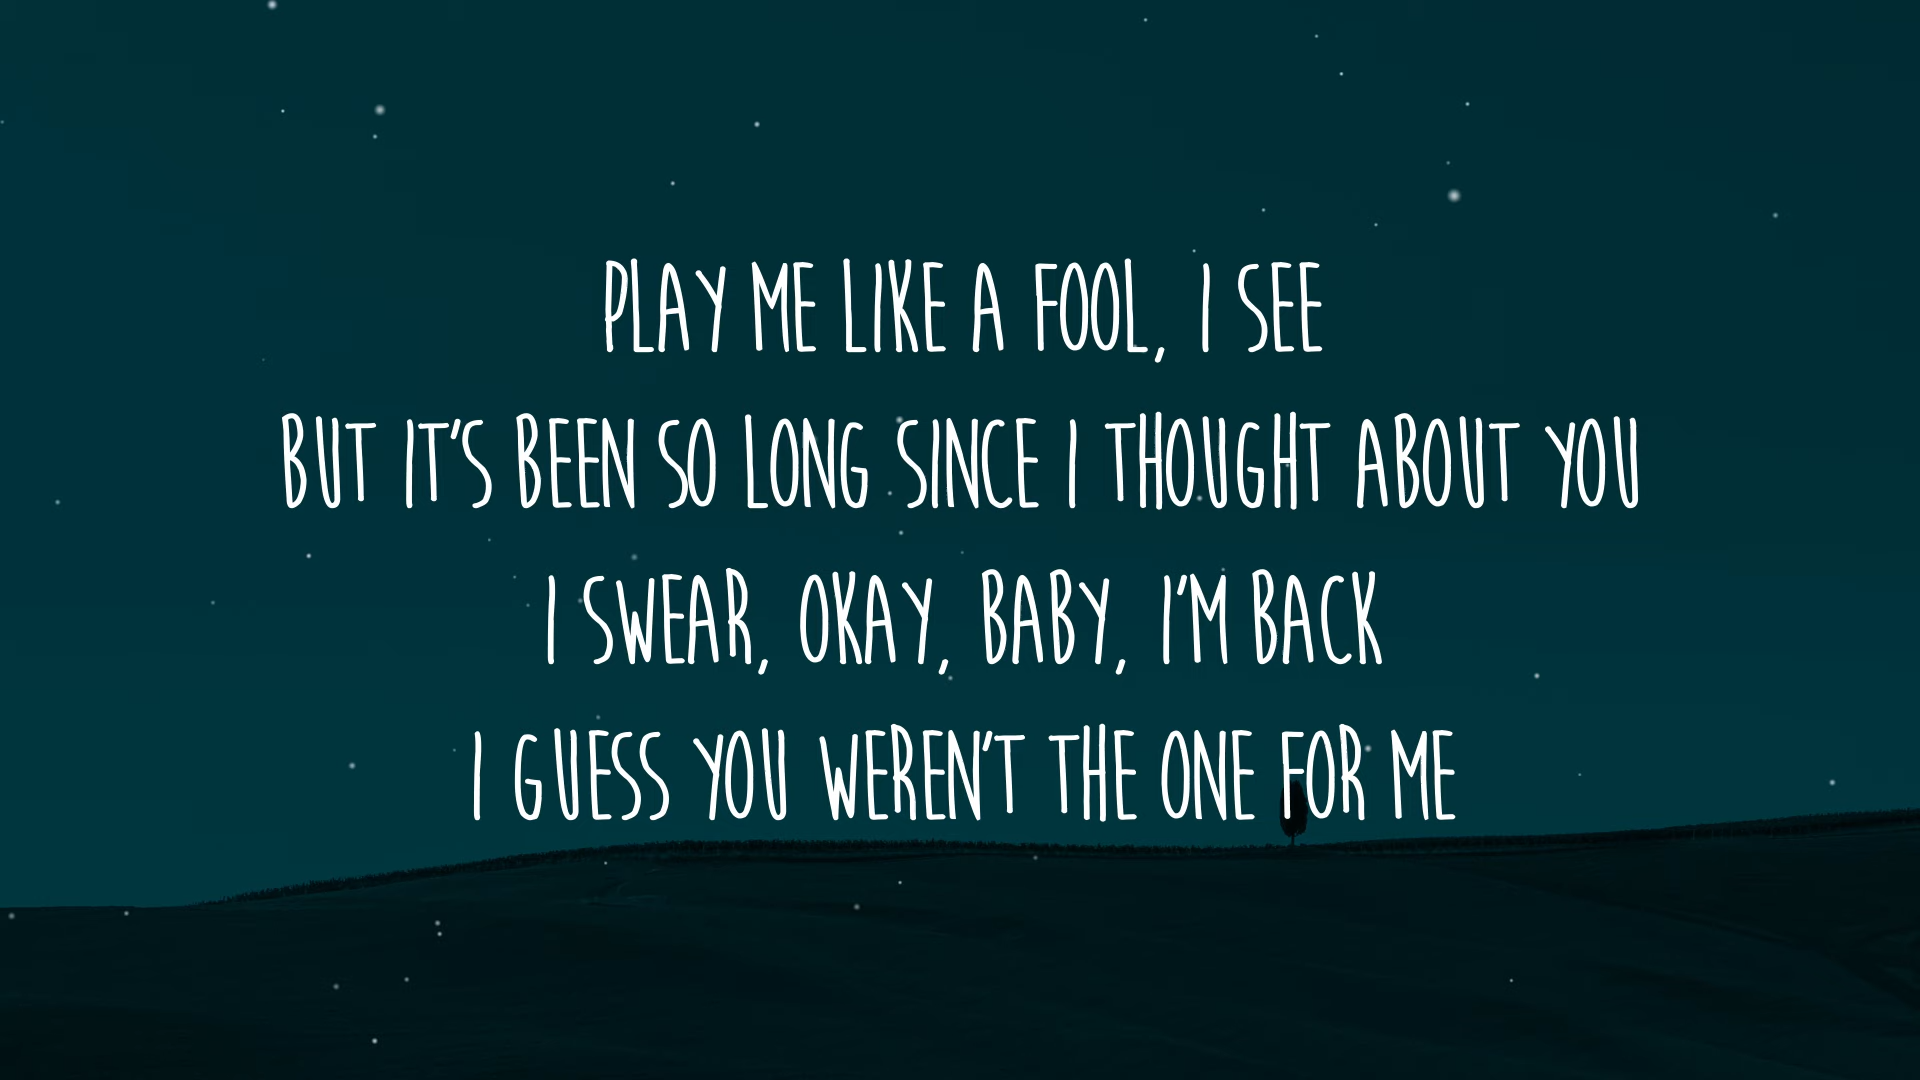 PLAY ME LIKE A FOOL, I SEE
BUT IT'S BEEN SO LONG SINCE I THOUGHT ABOUT YOU
I SWEAR, OKAY, BABY, I'M BACK
I GUESS YOU WEREN'T THE ONE FOR ME